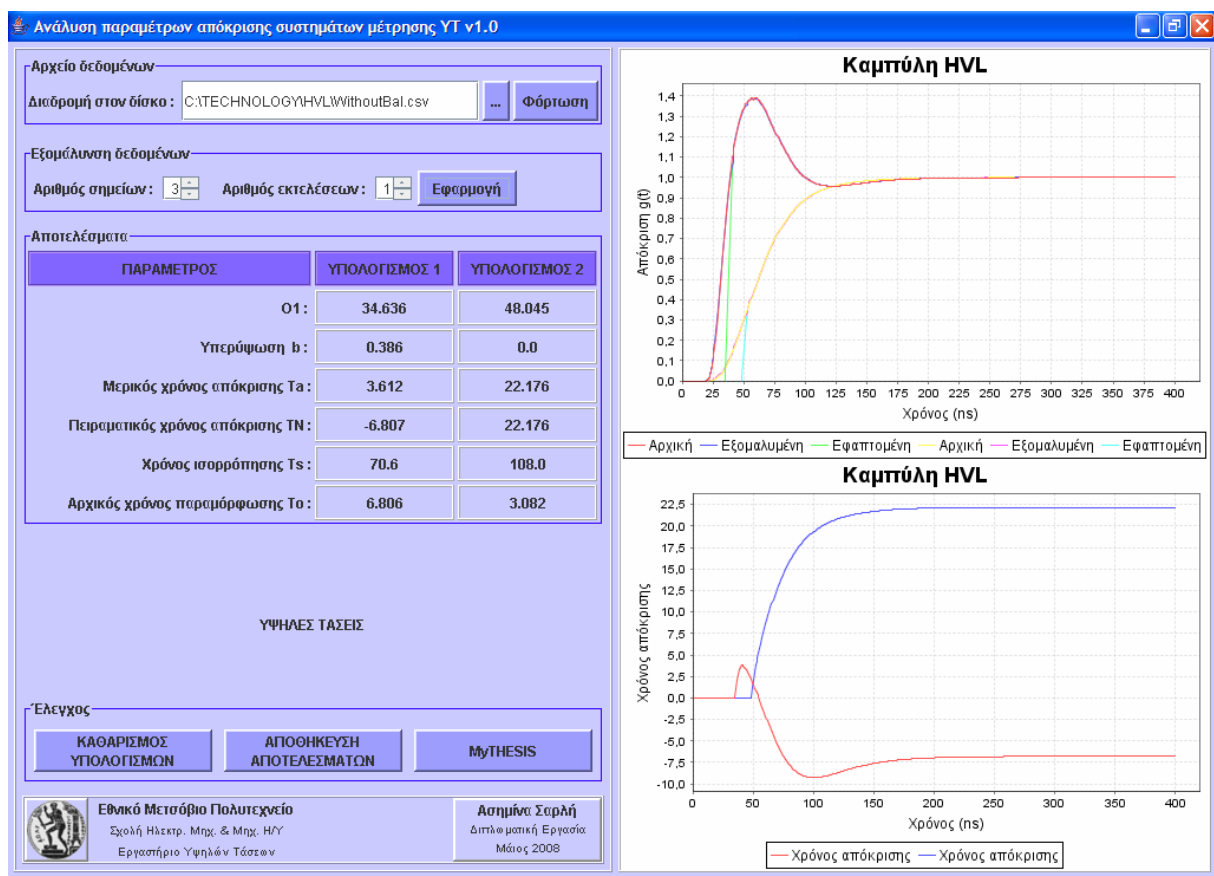 Ανάλυση παραμέτρων απόκρισης συστημάτων μέτρησης ΥΤ v1.0
Αρχείο δεδομένων
Διαδρομή στον δίσκο : C:\TECHNOLOGY\HVL\WithoutBal.csv ... Φόρτωση
Εξομάλυνση δεδομένων
Αριθμός σημείων : 3 Αριθμός εκτελέσεων : 1 Εφαρμογή
Αποτελέσματα
ΠΑΡΑΜΕΤΡΟΣ ΥΠΟΛΟΓΙΣΜΟΣ 1 ΥΠΟΛΟΓΙΣΜΟΣ 2
O1 : 34.636 48.045
Υπερύψωση b : 0.386 0.0
Μερικός χρόνος απόκρισης Ta : 3.612 22.176
Πειραματικός χρόνος απόκρισης TN : -6.807 22.176
Χρόνος ισορρόπησης Ts : 70.6 108.0
Αρχικός χρόνος παραμόρφωσης To : 6.806 3.082
ΥΨΗΛΕΣ ΤΑΣΕΙΣ
Έλεγχος
ΚΑΘΑΡΙΣΜΟΣ ΥΠΟΛΟΓΙΣΜΩΝ
ΑΠΟΘΗΚΕΥΣΗ ΑΠΟΤΕΛΕΣΜΑΤΩΝ
MyTHESIS
Εθνικό Μετσόβιο Πολυτεχνείο
Σχολή Ηλεκτρ. Μηχ. & Μηχ. Η/Υ
Εργαστήριο Υψηλών Τάσεων
Ασημίνα Σαρλή
Διπλωματική Εργασία
Μάιος 2008
Καμπύλη HVL
Απόκριση g(t)
1,4
1,3
1,2
1,1
1,0
0,9
0,8
0,7
0,6
0,5
0,4
0,3
0,2
0,1
0,0
0 25 50 75 100 125 150 175 200 225 250 275 300 325 350 375 400
Χρόνος (ns)
Αρχική Εξομαλυμένη Εφαπτομένη Αρχική Εξομαλυμένη Εφαπτομένη
Καμπύλη HVL
Χρόνος απόκρισης
22,5
20,0
17,5
15,0
12,5
10,0
7,5
5,0
2,5
0,0
-2,5
-5,0
-7,5
-10,0
0 50 100 150 200 250 300 350 400
Χρόνος (ns)
Χρόνος απόκρισης Χρόνος απόκρισης